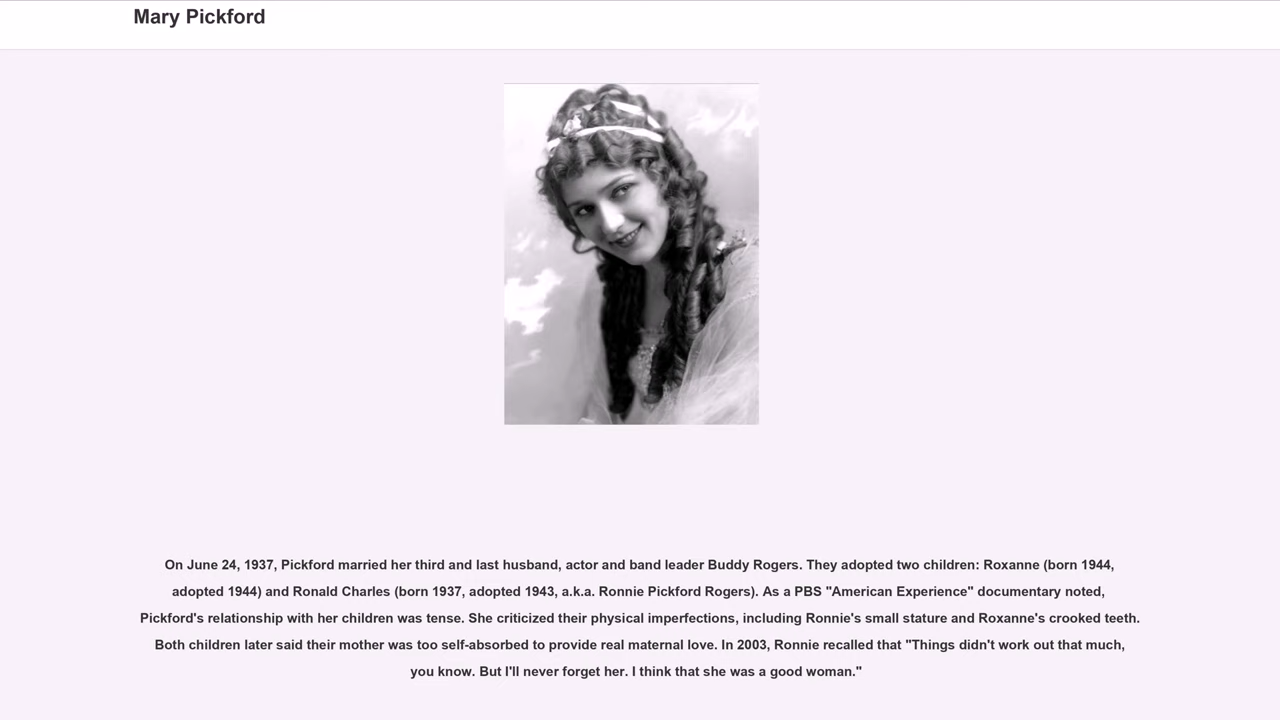 Mary Pickford
On June 24, 1937, Pickford married her third and last husband, actor and band leader Buddy Rogers. They adopted two children: Roxanne (born 1944,
adopted 1944) and Ronald Charles (born 1937, adopted 1943, a.k.a. Ronnie Pickford Rogers). As a PBS "American Experience" documentary noted,
Pickford's relationship with her children was tense. She criticized their physical imperfections, including Ronnie's small stature and Roxanne's crooked teeth.
Both children later said their mother was too self-absorbed to provide real maternal love. In 2003, Ronnie recalled that "Things didn't work out that much,
you know. But I'll never forget her. I think that she was a good woman."